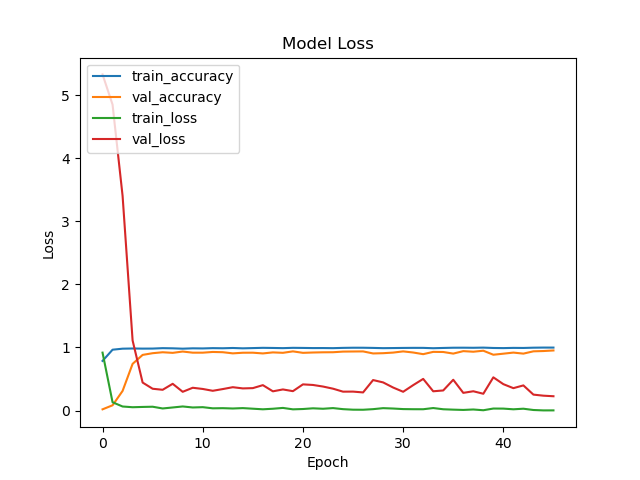 Model Loss
train_accuracy
val_accuracy
train_loss
val_loss
Loss
5
4
3
2
1
0
0 10 20 30 40
Epoch